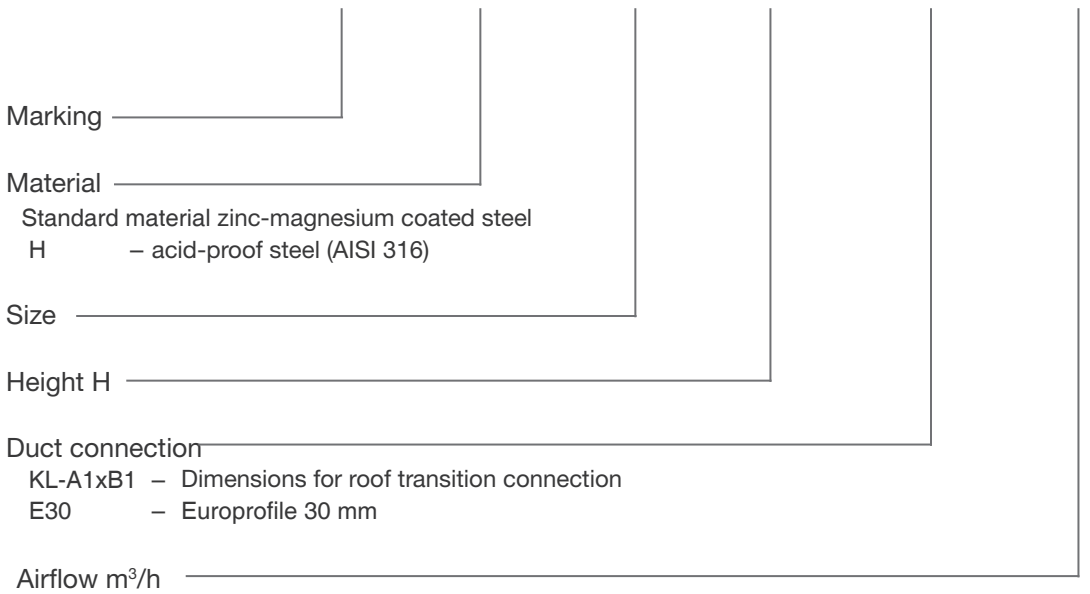 Marking
Material
Standard material zinc-magnesium coated steel
H – acid-proof steel (AISI 316)
Size
Height H
Duct connection
KL-A1xB1 – Dimensions for roof transition connection
E30 – Europrofile 30 mm
Airflow m³/h